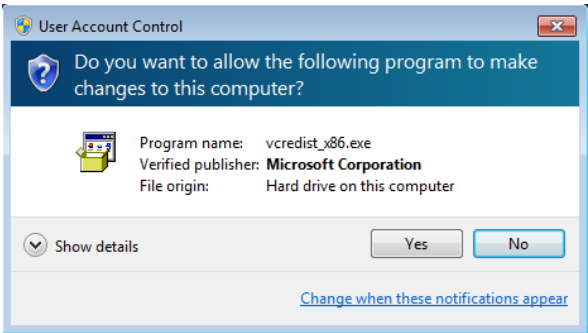 User Account Control
Do you want to allow the following program to make
changes to this computer?
Program name: vcredist_x86.exe
Verified publisher: Microsoft Corporation
File origin: Hard drive on this computer
Show details
Yes
No
Change when these notifications appear